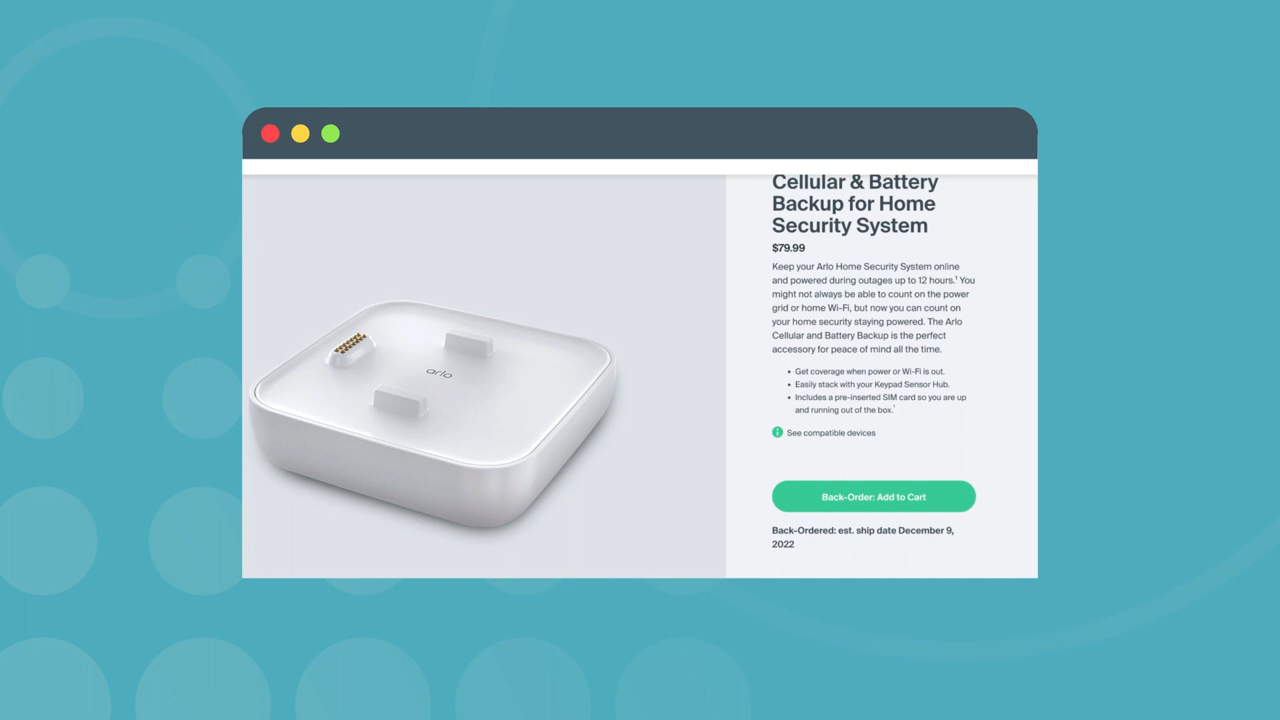 Cellular & Battery
Backup for Home
Security System
$79.99
Keep your Arlo Home Security System online
and powered during outages up to 12 hours.¹ You
might not always be able to count on the power
grid or home Wi-Fi, but now you can count on
your home security staying powered. The Arlo
Cellular and Battery Backup is the perfect
accessory for peace of mind all the time.
• Get coverage when power or Wi-Fi is out.
• Easily stack with your Keypad Sensor Hub.
• Includes a pre-inserted SIM card so you are up
and running out of the box.¹
See compatible devices
Back-Order: Add to Cart
Back-Ordered: est. ship date December 9,
2022
arlo